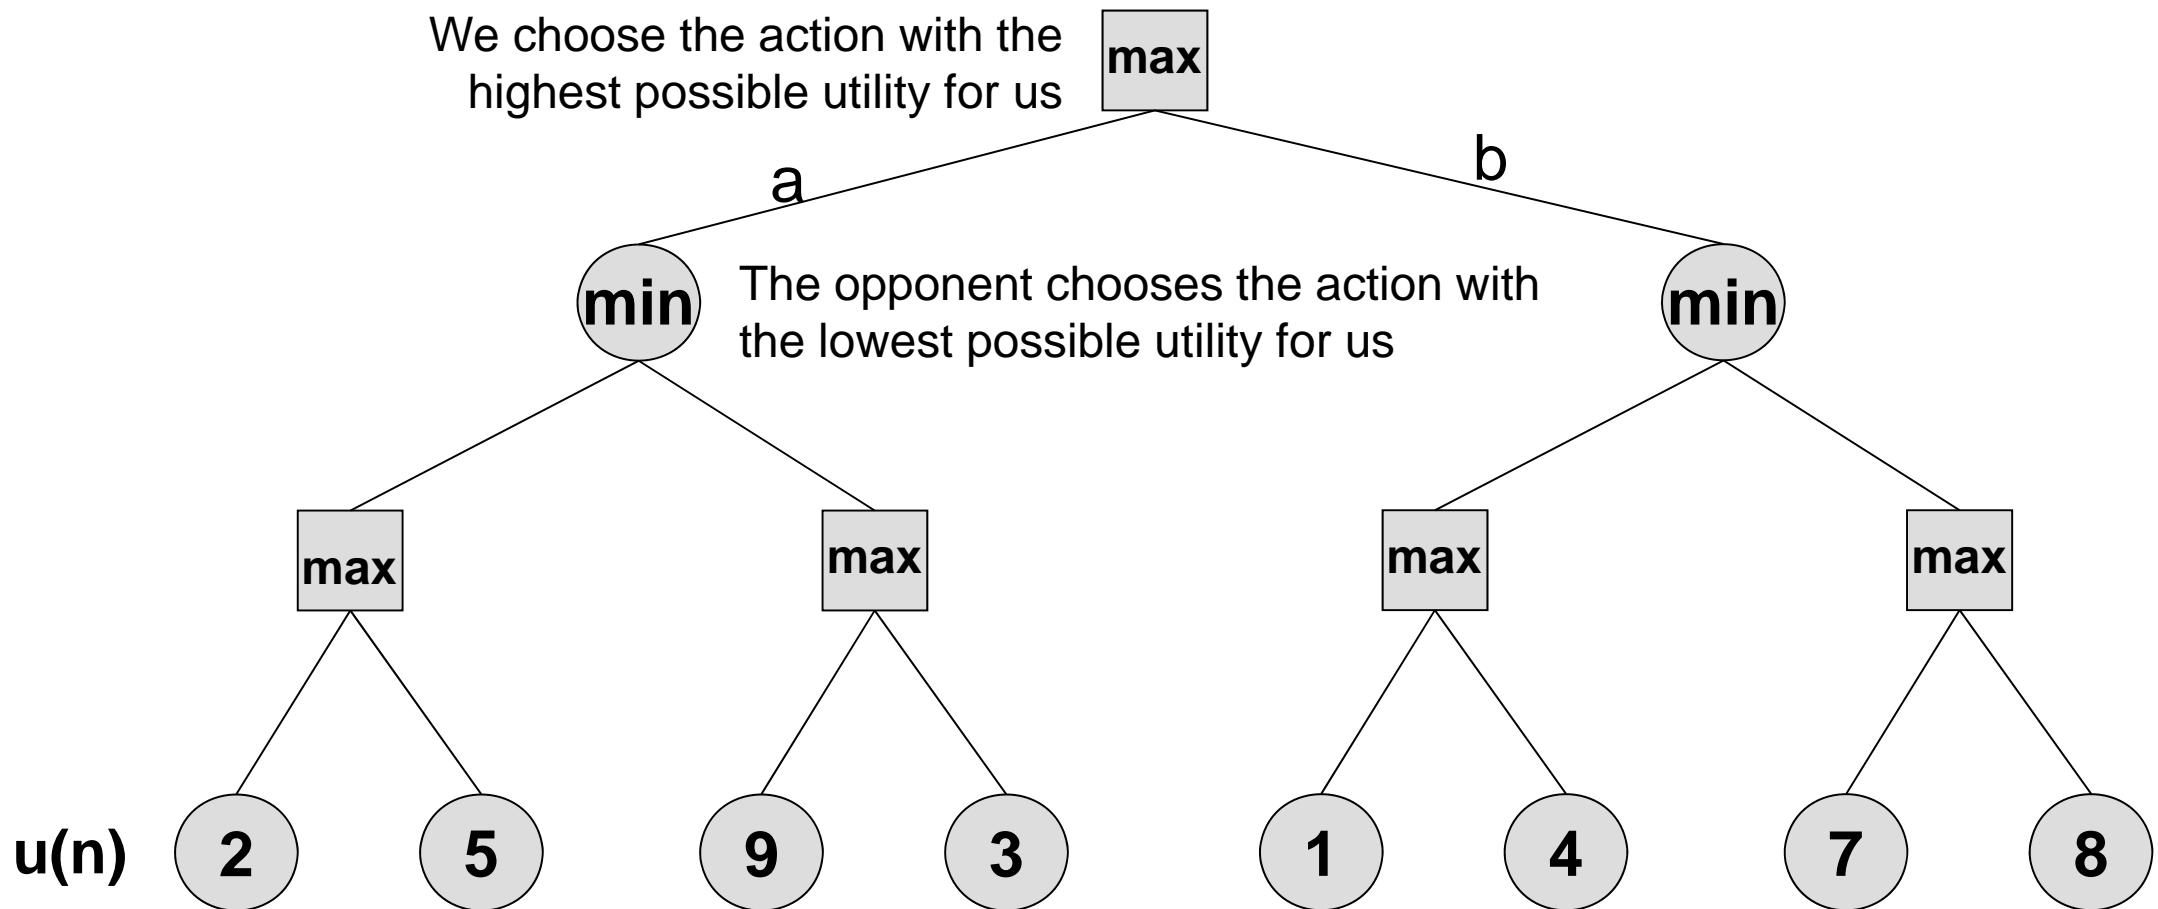 We choose the action with the
highest possible utility for us
max
a
b
min
The opponent chooses the action with
the lowest possible utility for us
min
max
max
max
max
u(n)
2
5
9
3
1
4
7
8